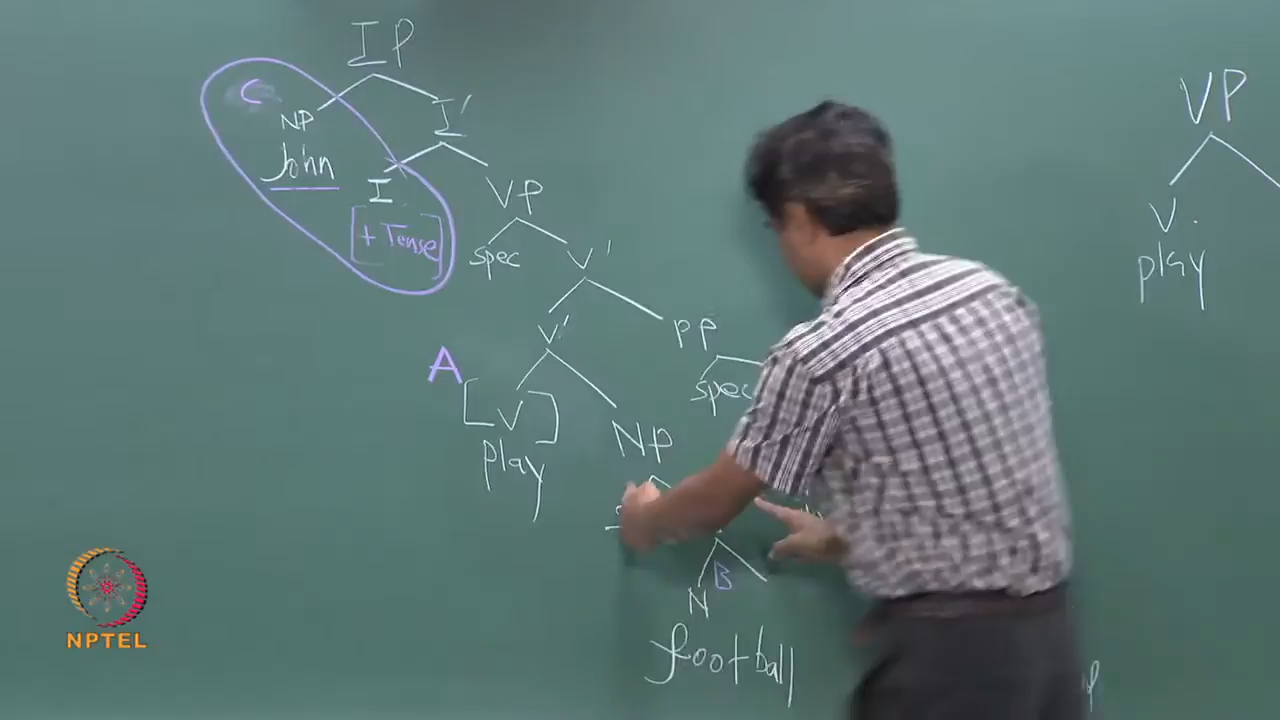 IP
VP
C
NP
I'
John
I
VP
V.
[+ Tense]
spec
V'
play
V'
PP
A
spec
[V]
NP
play
B
N
football
NPTEL